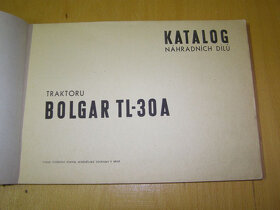 KATALOG
NÁHRADNÍCH DÍLŮ
TRAKTORU
BOLGAR TL-30A